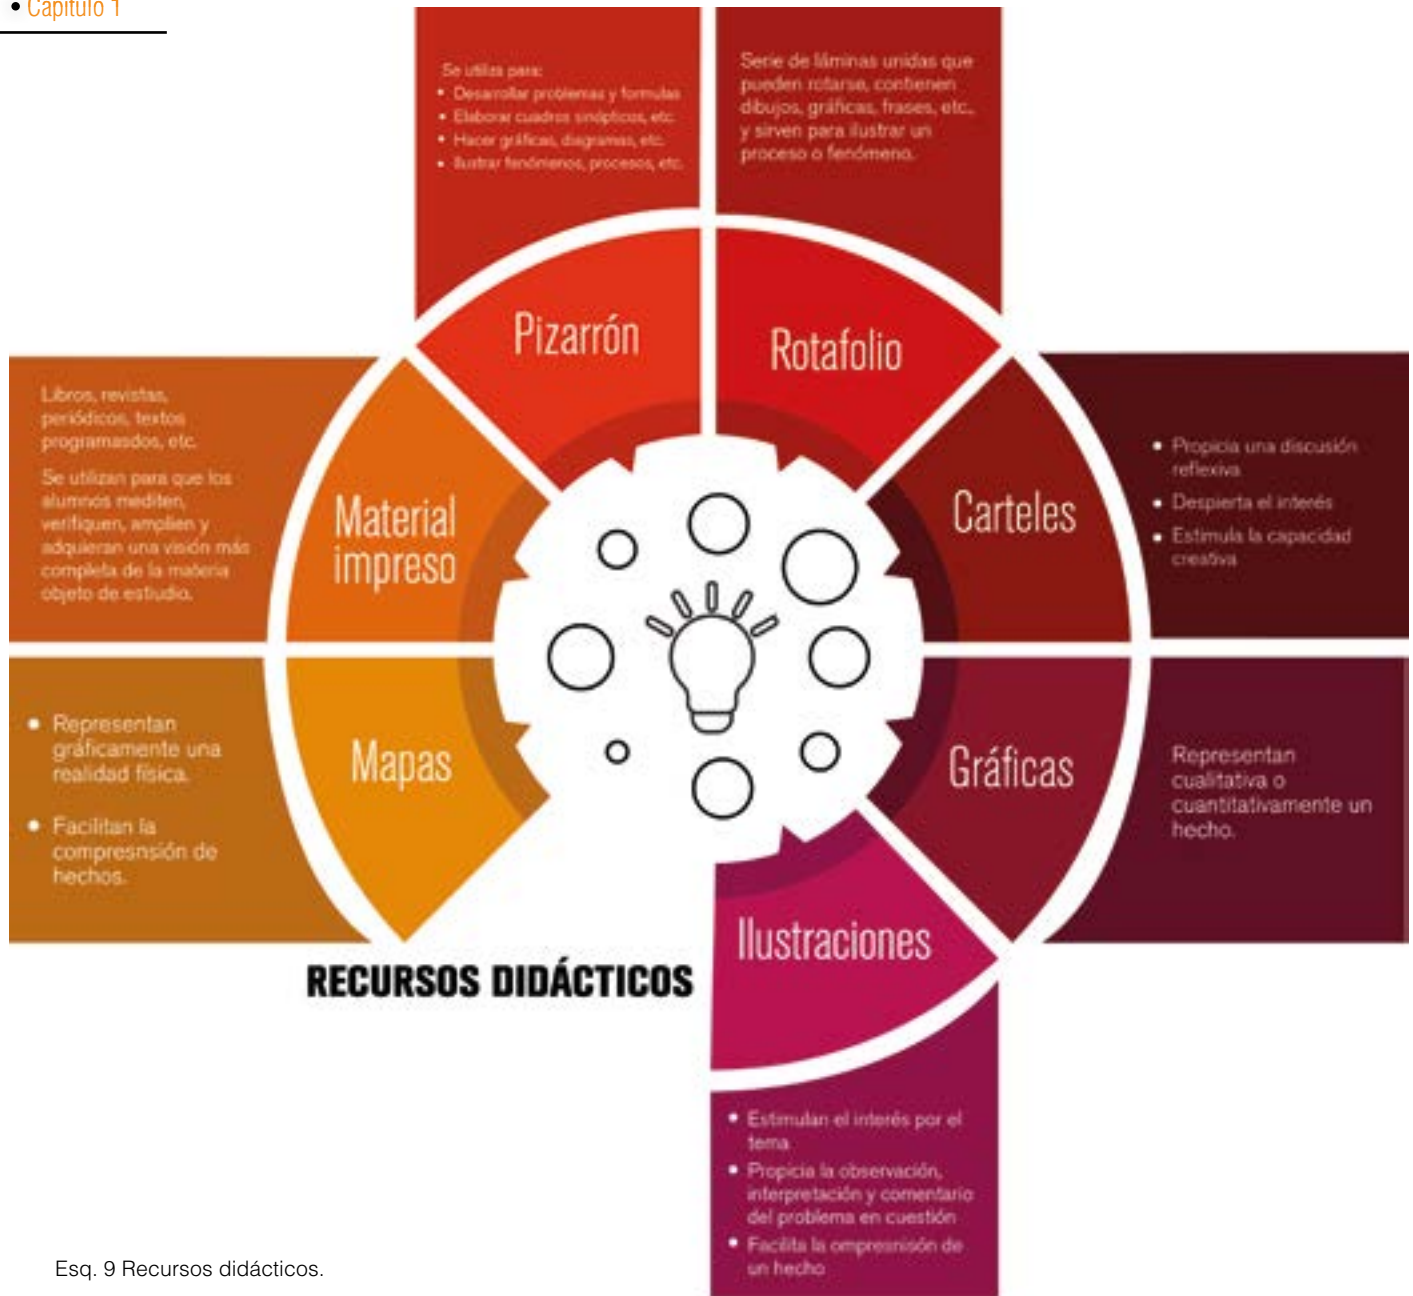 • Capítulo 1
Se utiliza para:
• Desarrollar problemas y formulas
• Elaborar cuadros sinópticos, etc.
• Hacer gráficas, diagramas, etc.
• Ilustrar fenómenos, procesos, etc.
Serie de láminas unidas que
pueden rotarse, contienen
dibujos, gráficas, frases, etc.,
y sirven para ilustrar un
proceso o fenómeno.
Pizarrón
Rotafolio
Libros, revistas,
periódicos, textos
programasdos, etc.
Se utilizan para que los
alumnos mediten,
verifiquen, amplien y
adquieran una visión más
completa de la materia
objeto de estiudio.
Material
impreso
Carteles
• Propicia una discusión
reflexiva
• Despierta el interés
• Estimula la capacidad
creativa
• Representan
gráficamente una
realidad física.
• Facilitan la
compresnsión de
hechos.
Mapas
Gráficas
Representan
cualitativa o
cuantitativamente un
hecho.
Ilustraciones
RECURSOS DIDÁCTICOS
• Estimulan el interés por el
tema
• Propicia la observación,
interpretación y comentario
del problema en cuestión
• Facilita la ompresnisón de
un hecho
Esq. 9 Recursos didácticos.